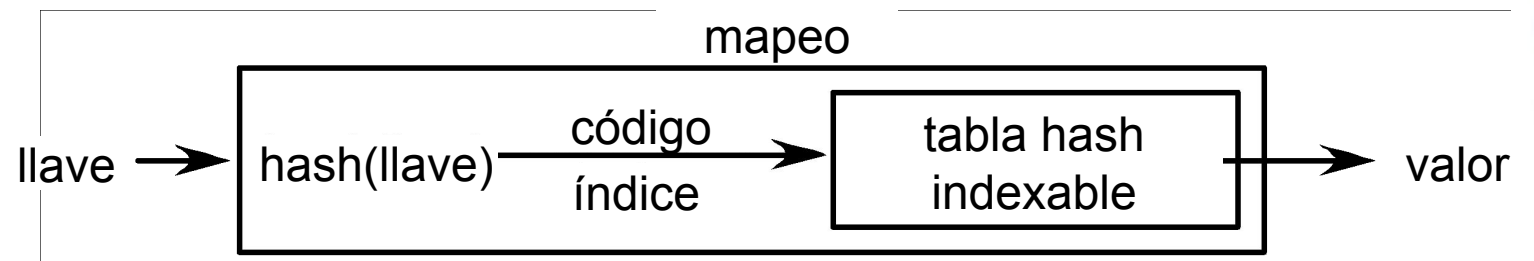 mapeo
llave
hash(llave)
código
índice
tabla hash
indexable
valor